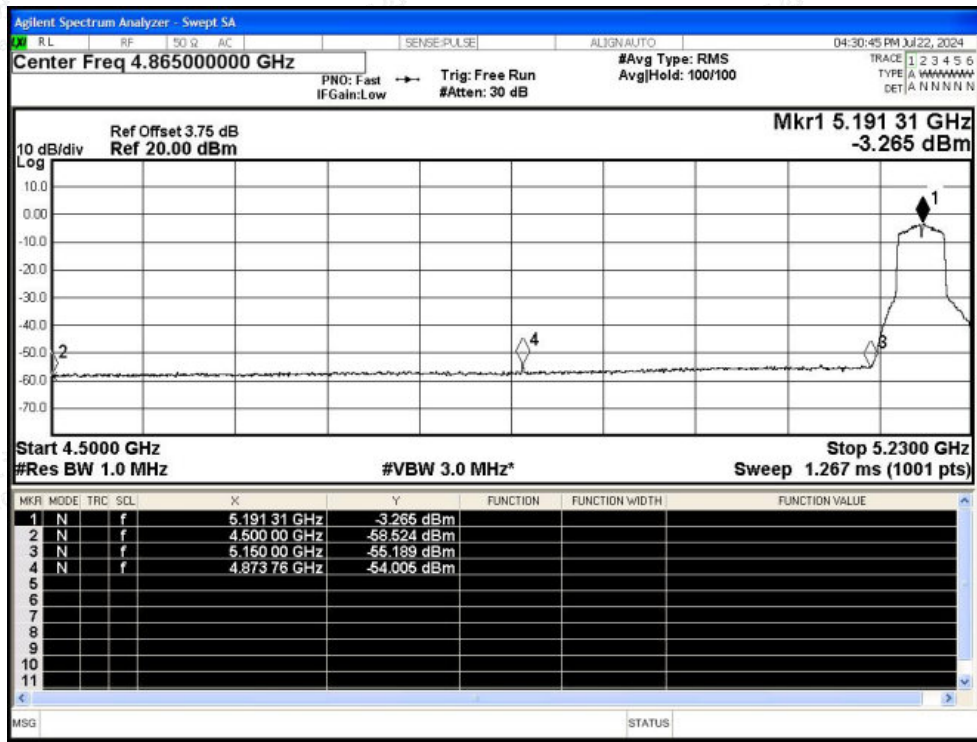 Agilent Spectrum Analyzer - Swept SA
LXI RL RF 50 Ω AC SENSE:PULSE ALIGNAUTO 04:30:45 PM Jul 22, 2024
Center Freq 4.865000000 GHz
PNO: Fast
IFGain:Low
Trig: Free Run
#Atten: 30 dB
#Avg Type: RMS
Avg|Hold: 100/100
TRACE 1 2 3 4 5 6
TYPE A WWWWW
DET A N N N N N
Ref Offset 3.75 dB
10 dB/div Ref 20.00 dBm
Log
Mkr1 5.191 31 GHz
-3.265 dBm
10.0
0.00
-10.0
-20.0
-30.0
-40.0
-50.0
-60.0
-70.0
1
2
4
3
Start 4.5000 GHz Stop 5.2300 GHz
#Res BW 1.0 MHz #VBW 3.0 MHz* Sweep 1.267 ms (1001 pts)
MKR MODE TRC SCL X Y FUNCTION FUNCTION WIDTH FUNCTION VALUE
1 N f 5.191 31 GHz -3.265 dBm
2 N f 4.500 00 GHz -58.524 dBm
3 N f 5.150 00 GHz -55.189 dBm
4 N f 4.873 76 GHz -54.005 dBm
5
6
7
8
9
10
11
MSG STATUS